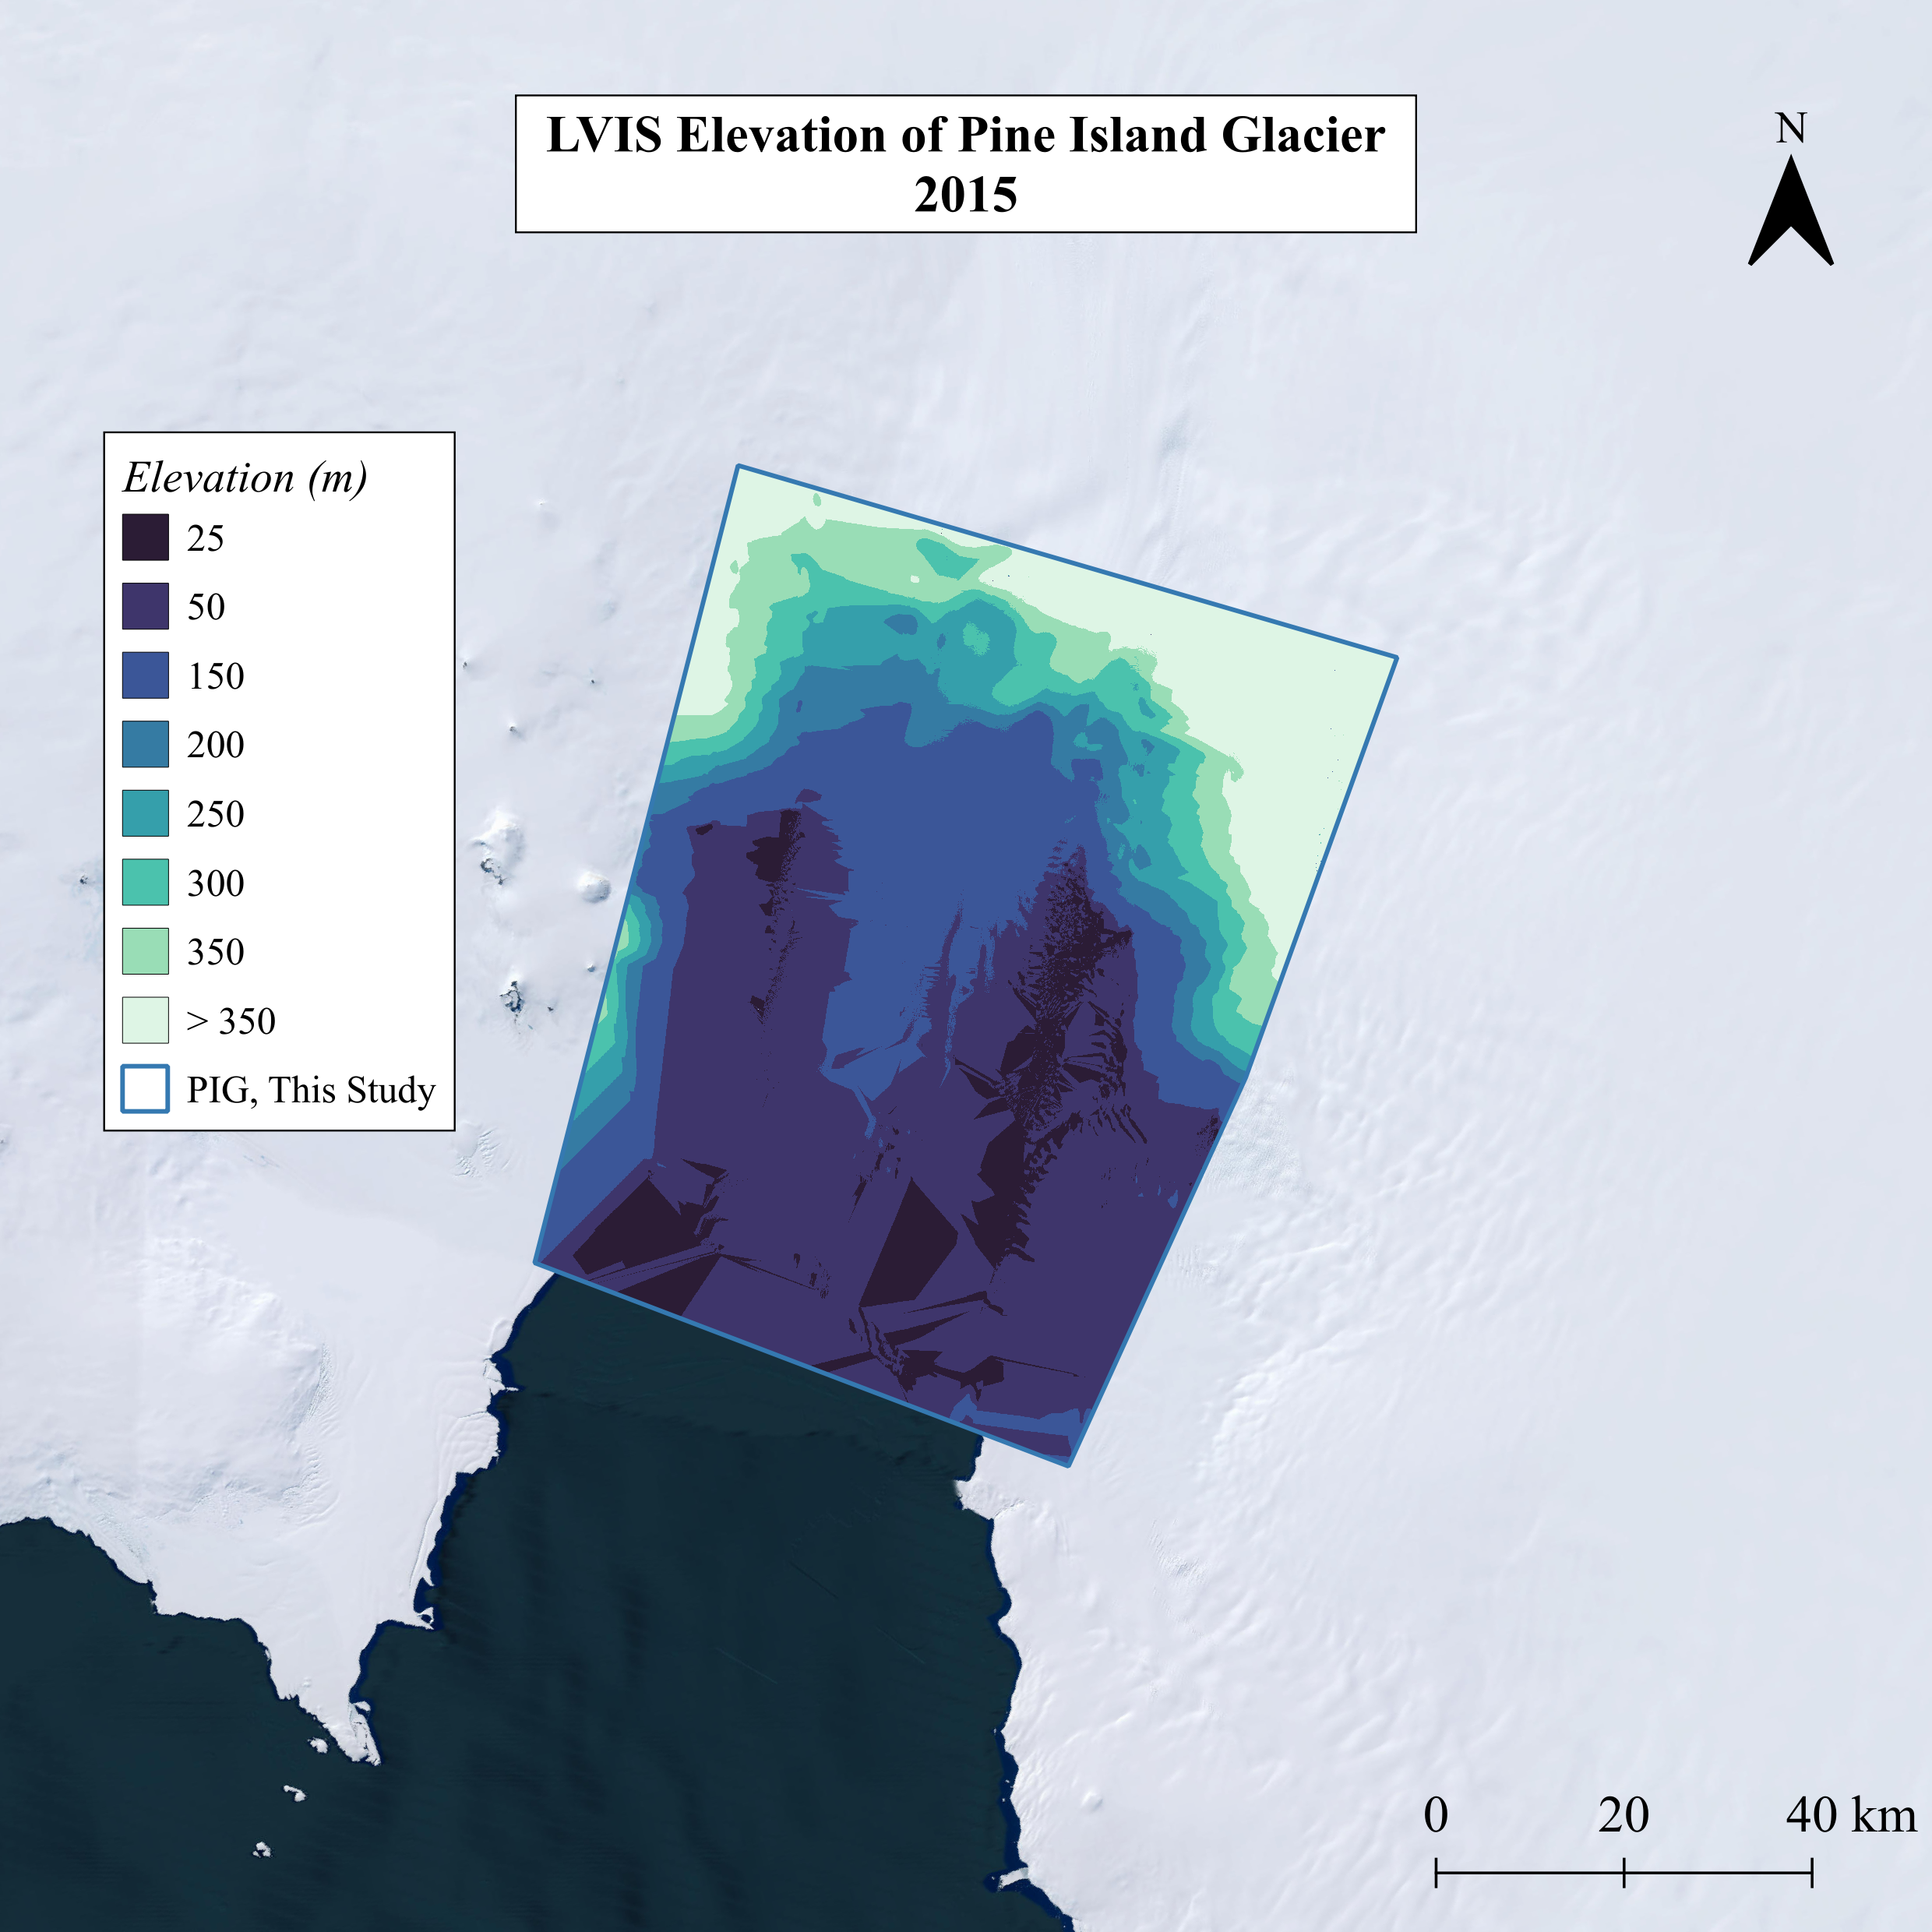 LVIS Elevation of Pine Island Glacier
2015
N
Elevation (m)
25
50
150
200
250
300
350
> 350
PIG, This Study
0 20 40 km